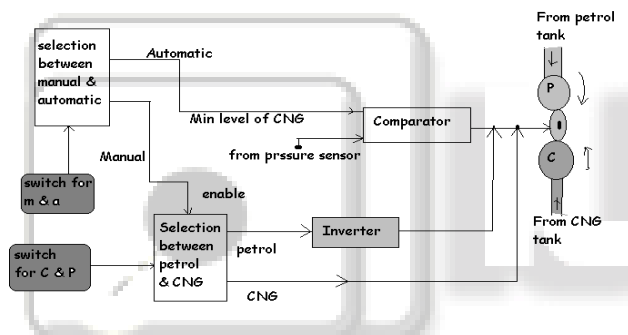 From petrol
tank
selection
between
manual &
automatic
Automatic
P
Min level of CNG
Comparator
from prssure sensor
C
Manual
switch for
m & a
enable
Selection
between
petrol
& CNG
petrol
Inverter
From CNG
tank
switch
for C & P
CNG